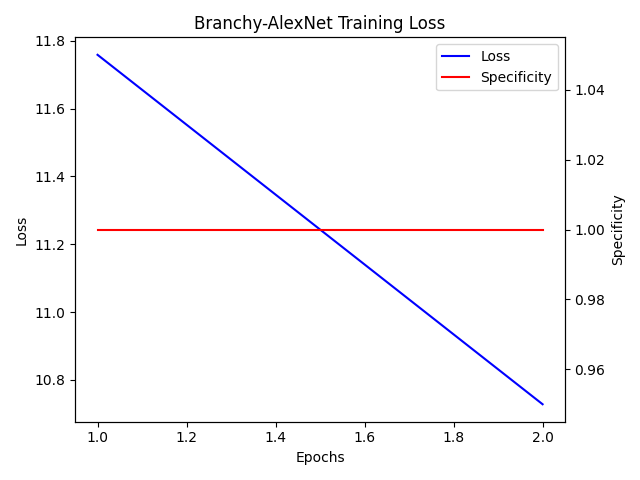 Branchy-AlexNet Training Loss
Loss
Specificity
11.8
11.6
11.4
11.2
11.0
10.8
Loss
1.04
1.02
1.00
0.98
0.96
Specificity
1.0 1.2 1.4 1.6 1.8 2.0
Epochs